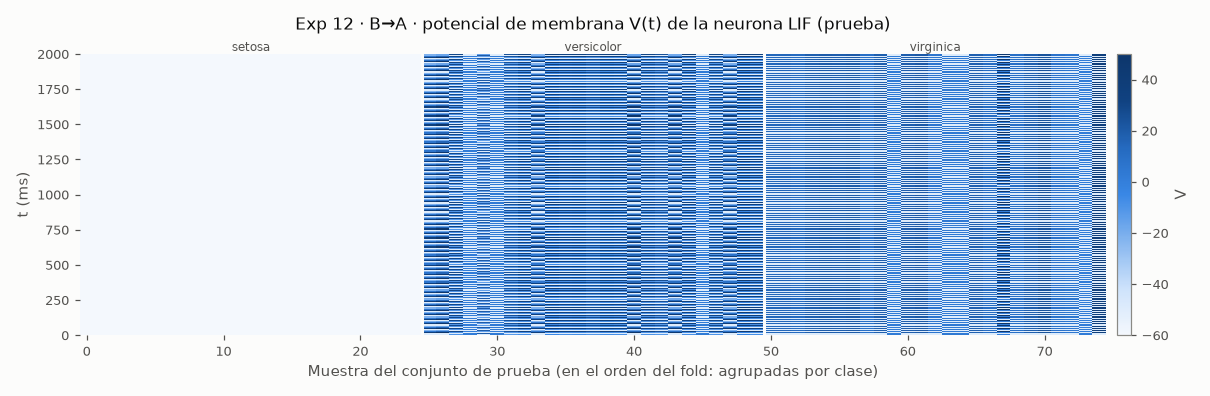 Exp 12 · B→A · potencial de membrana V(t) de la neurona LIF (prueba)
setosa versicolor virginica
2000
1750
1500
1250
1000
750
500
250
0
t (ms)
0 10 20 30 40 50 60 70
Muestra del conjunto de prueba (en el orden del fold: agrupadas por clase)
40
20
0
−20
−40
−60
V